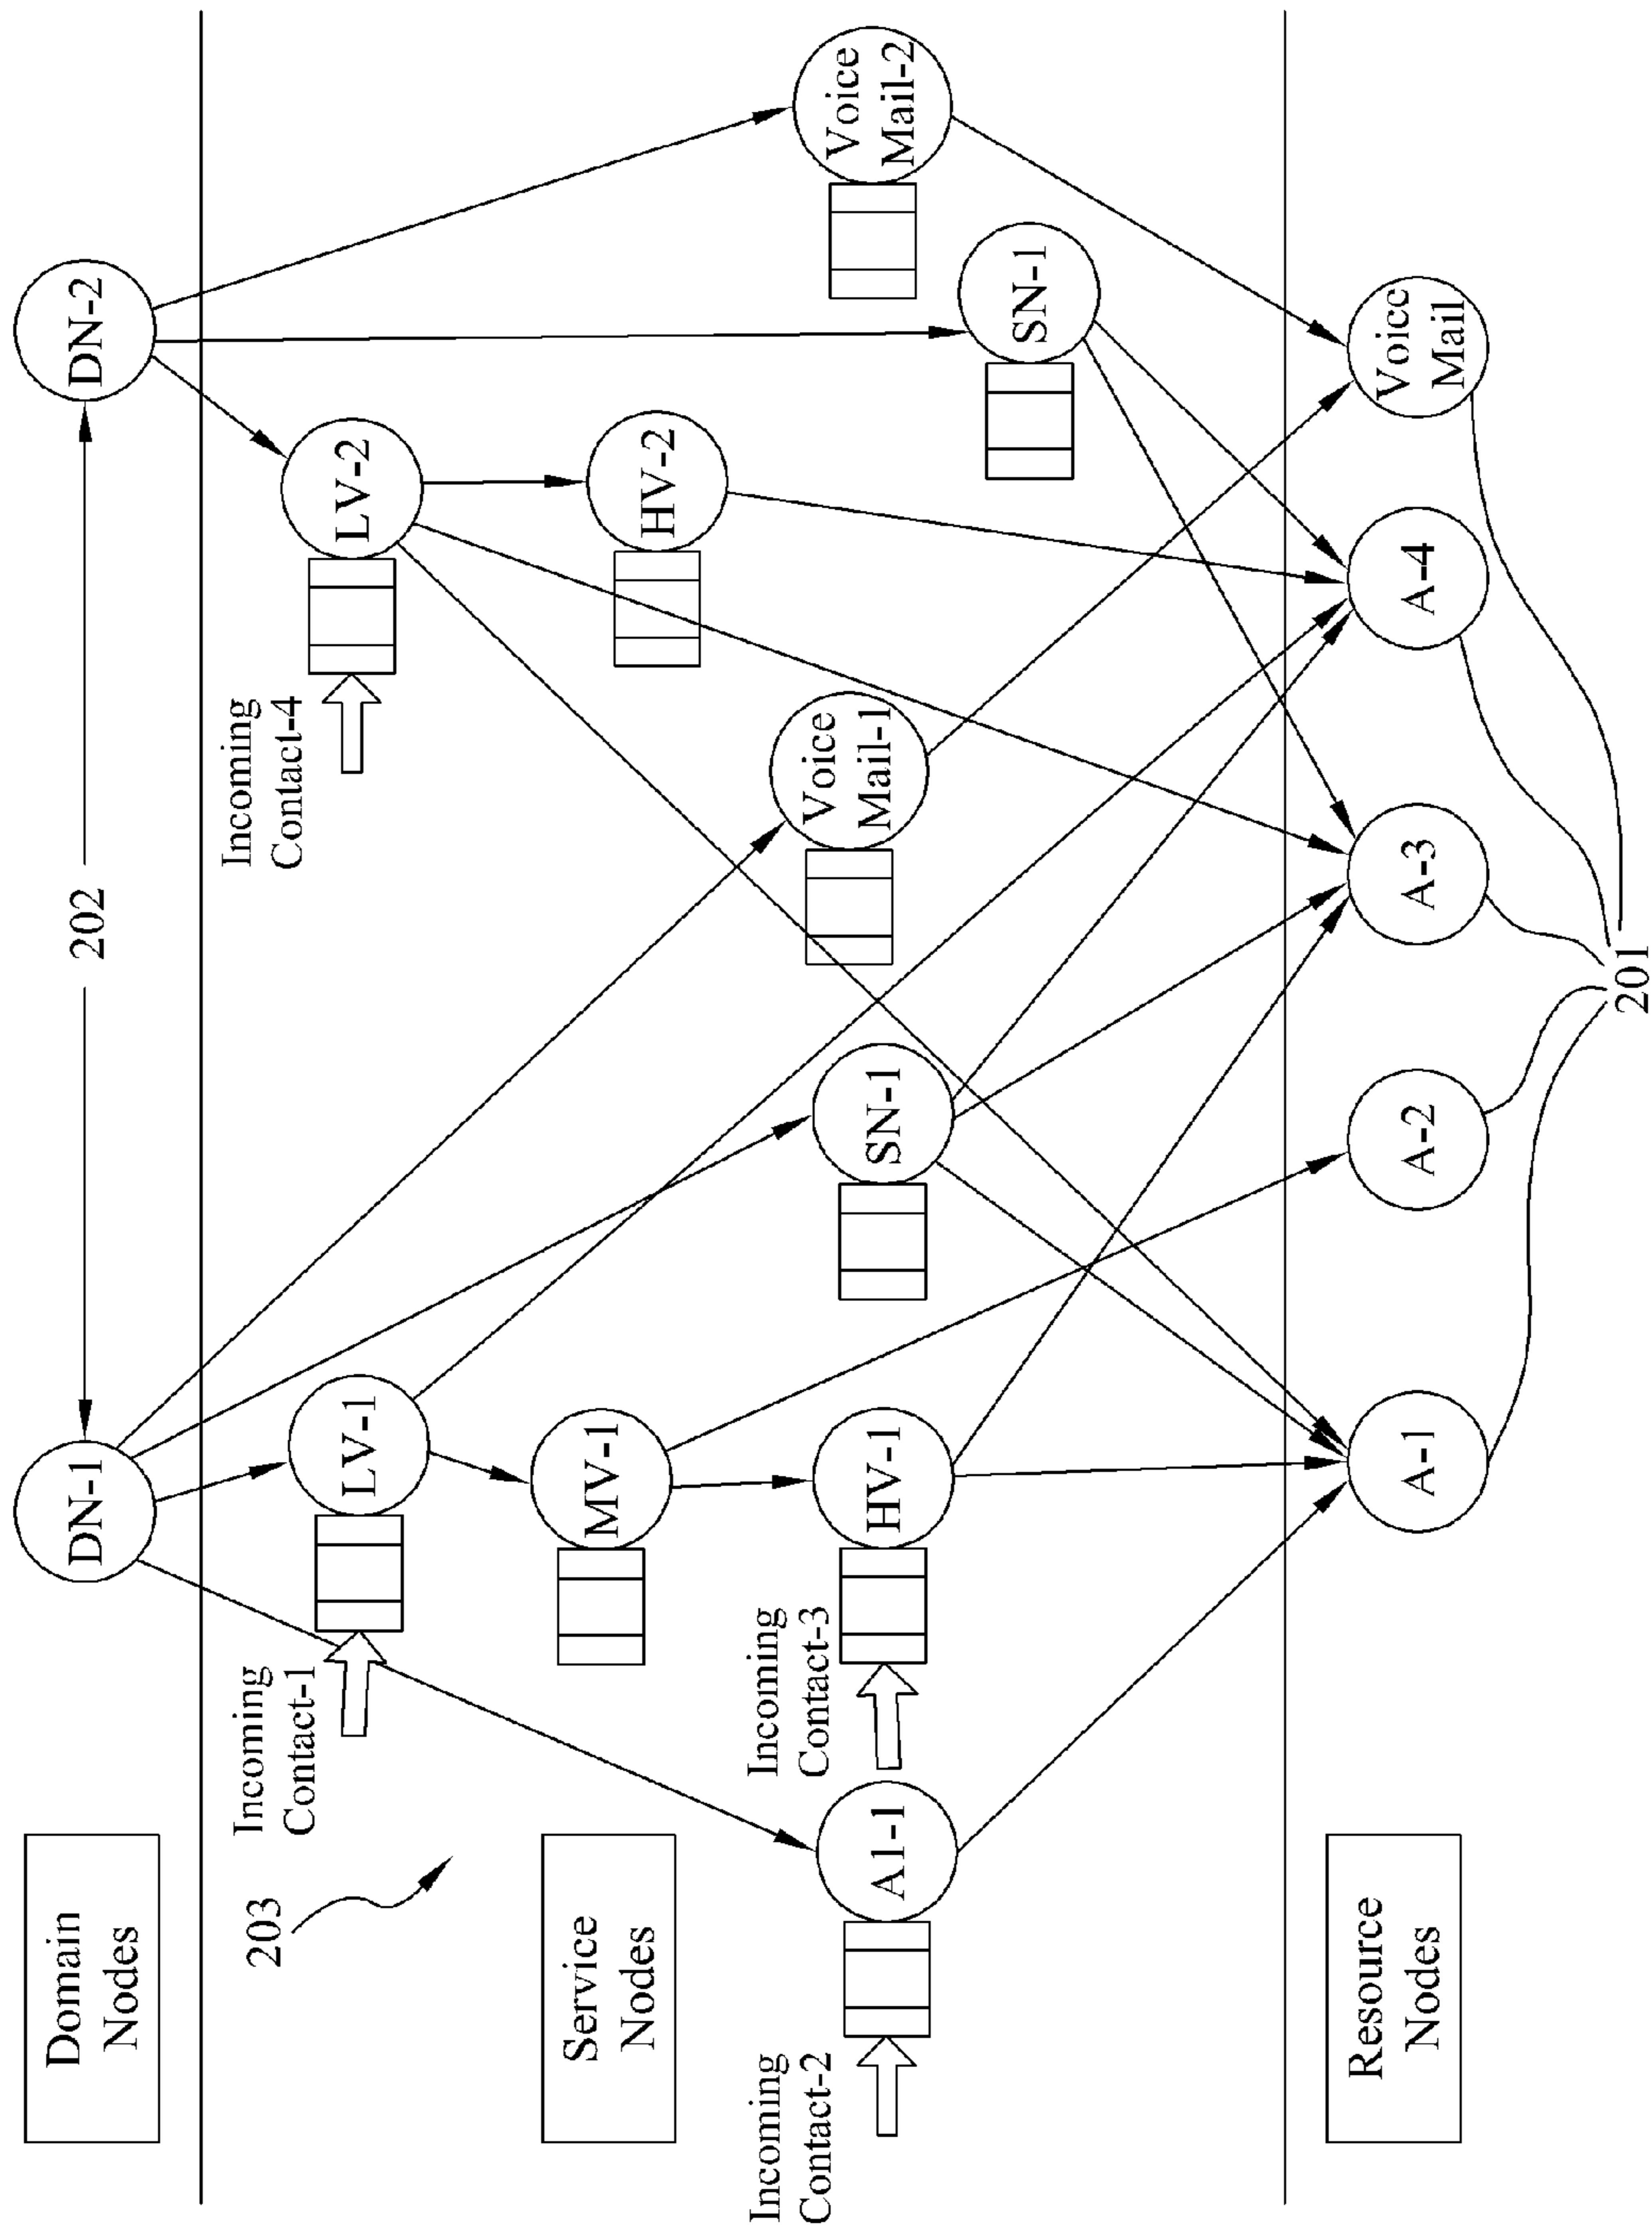 Domain
Nodes
DN-1
202
DN-2
203
Incoming
Contact-1
LV-1
Incoming
Contact-4
LV-2
Service
Nodes
MV-1
HV-2
Incoming
Contact-2
A1-1
Incoming
Contact-3
HV-1
SN-1
Voice
Mail-1
SN-1
Voice
Mail-2
Resource
Nodes
A-1
A-2
A-3
A-4
Voice
Mail
201